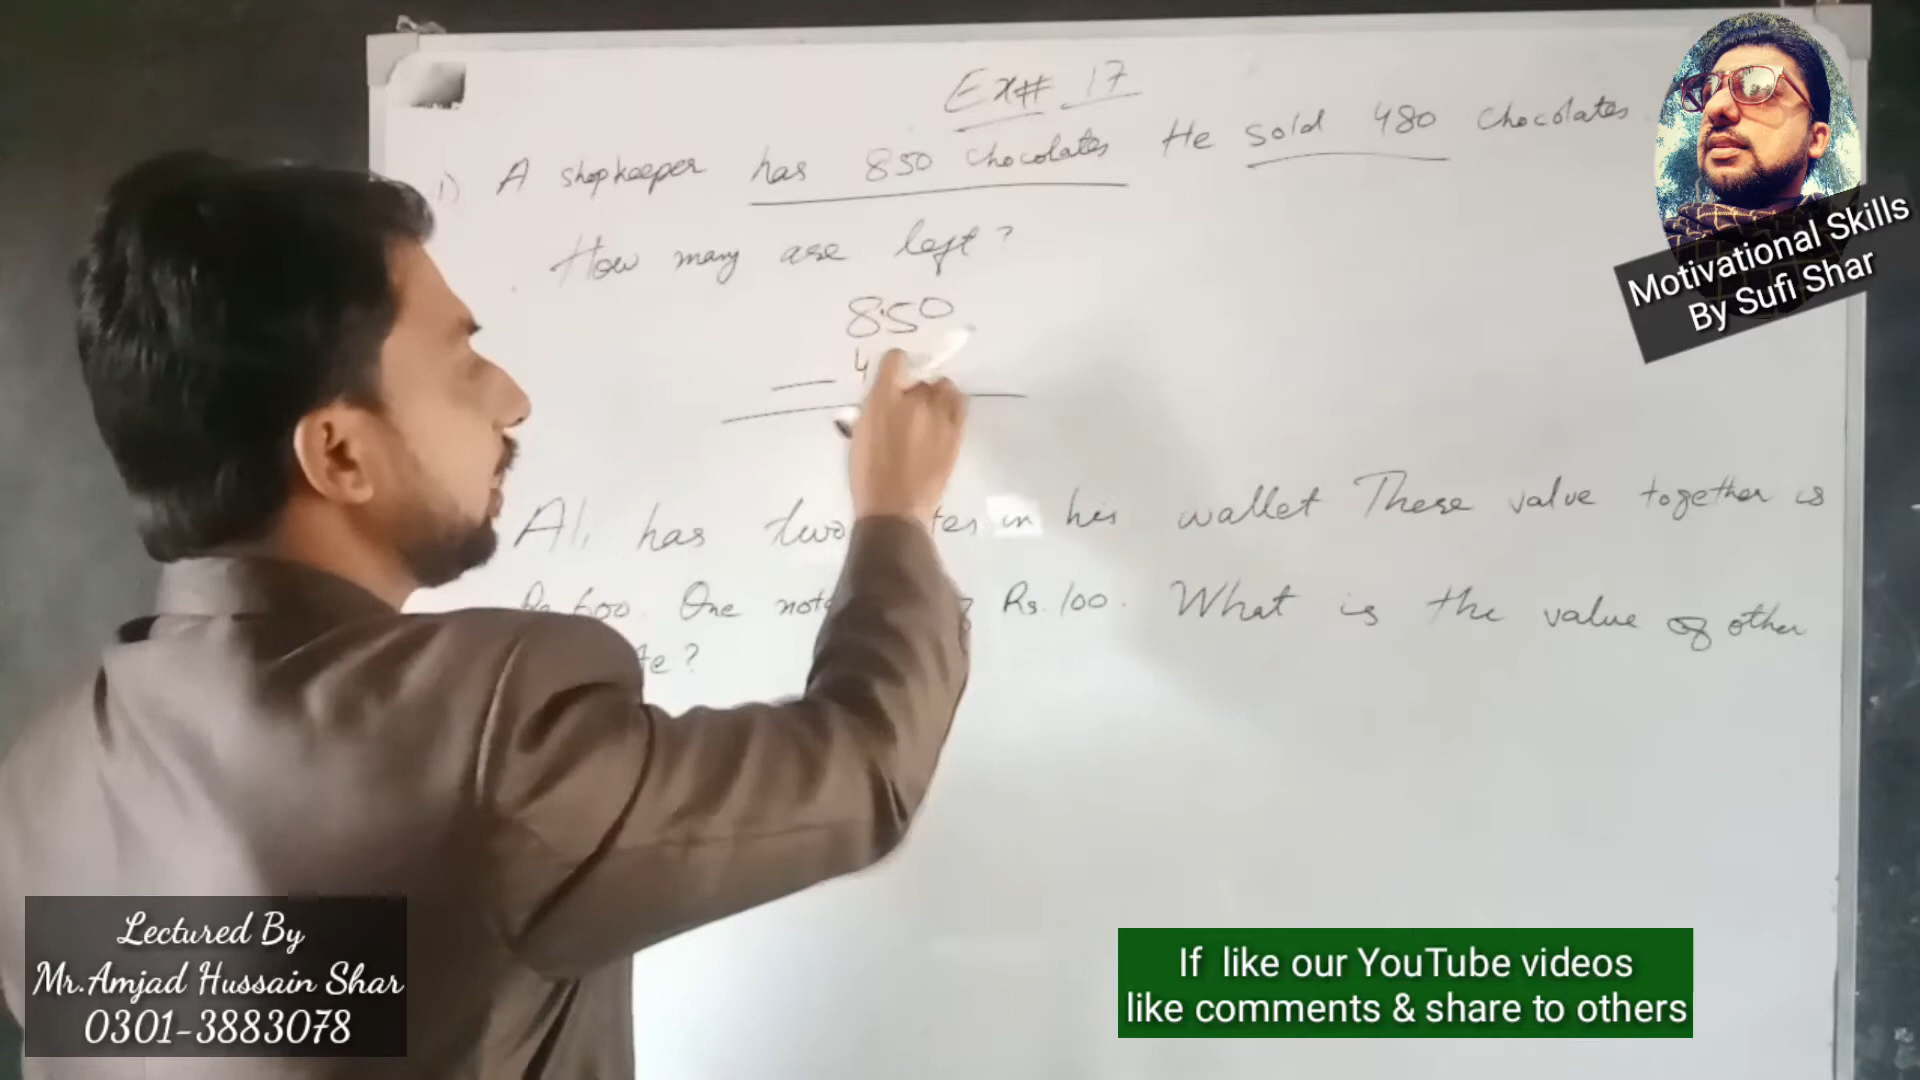 Ex# 17
1) A shopkeeper has 850 chocolates He sold 480 chocolates.
How many are left?
850
4
Ali has two in his wallet These value together is
Rs. 600. One note Rs. 100. What is the value of other
?
Motivational Skills
By Sufi Shar
Lectured By
Mr.Amjad Hussain Shar
0301-3883078
If like our YouTube videos
like comments & share to others